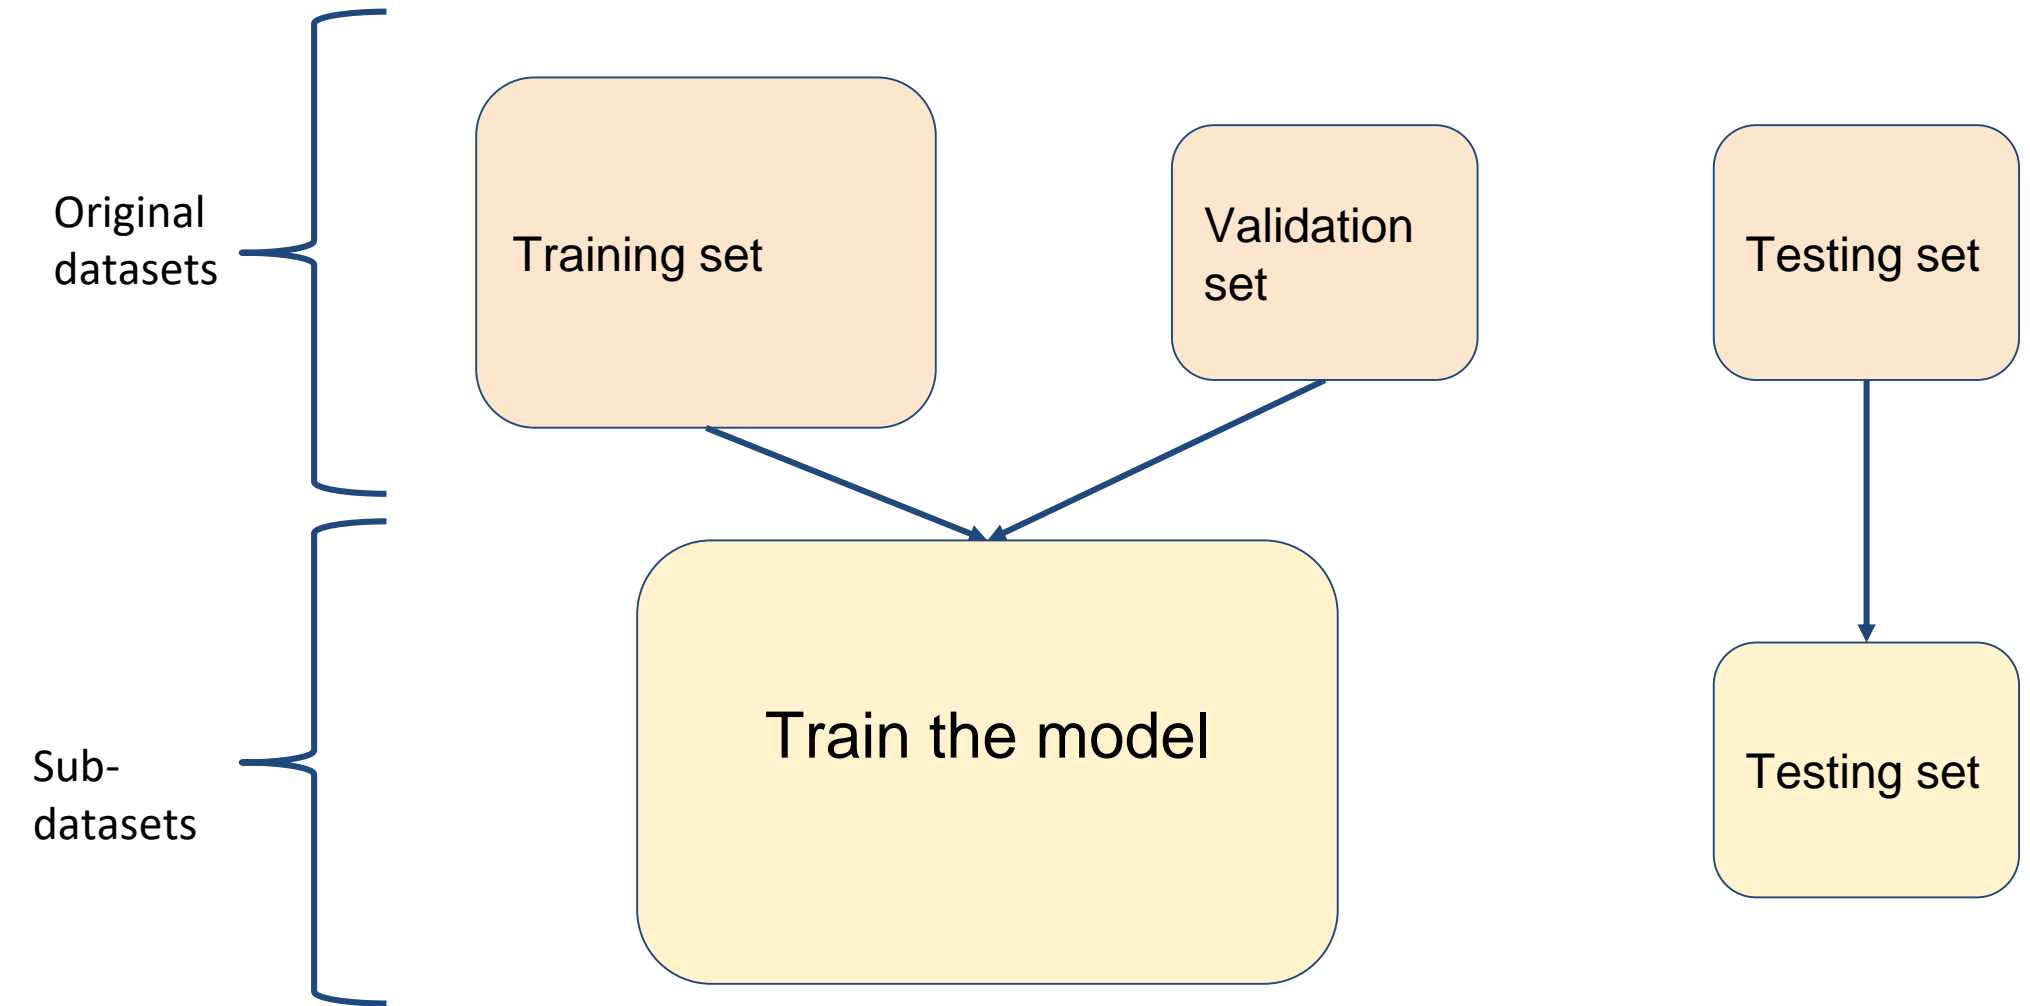 Original
datasets
Training set
Validation
set
Testing set
Sub-
datasets
Train the model
Testing set